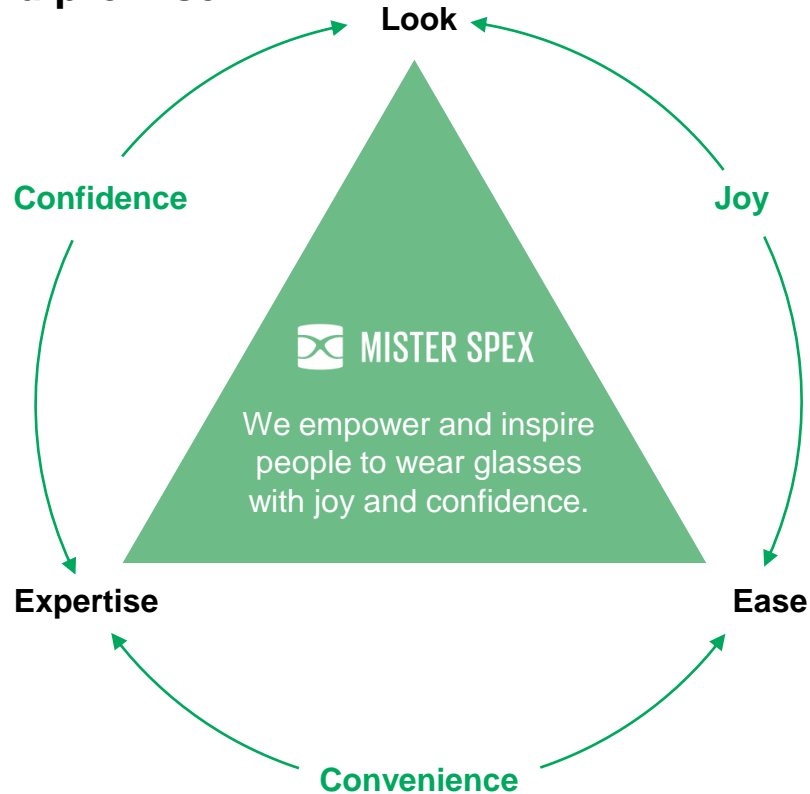 Look
Confidence
Joy
MISTER SPEX
We empower and inspire
people to wear glasses
with joy and confidence.
Expertise
Ease
Convenience